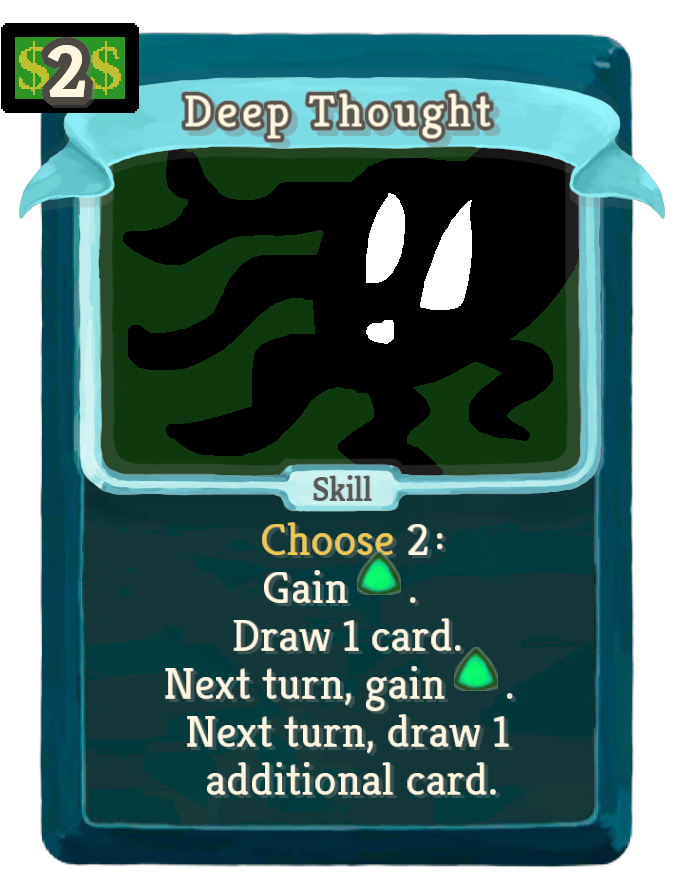 $2$
Deep Thought
Skill
Choose 2:
Gain .
Draw 1 card.
Next turn, gain .
Next turn, draw 1
additional card.